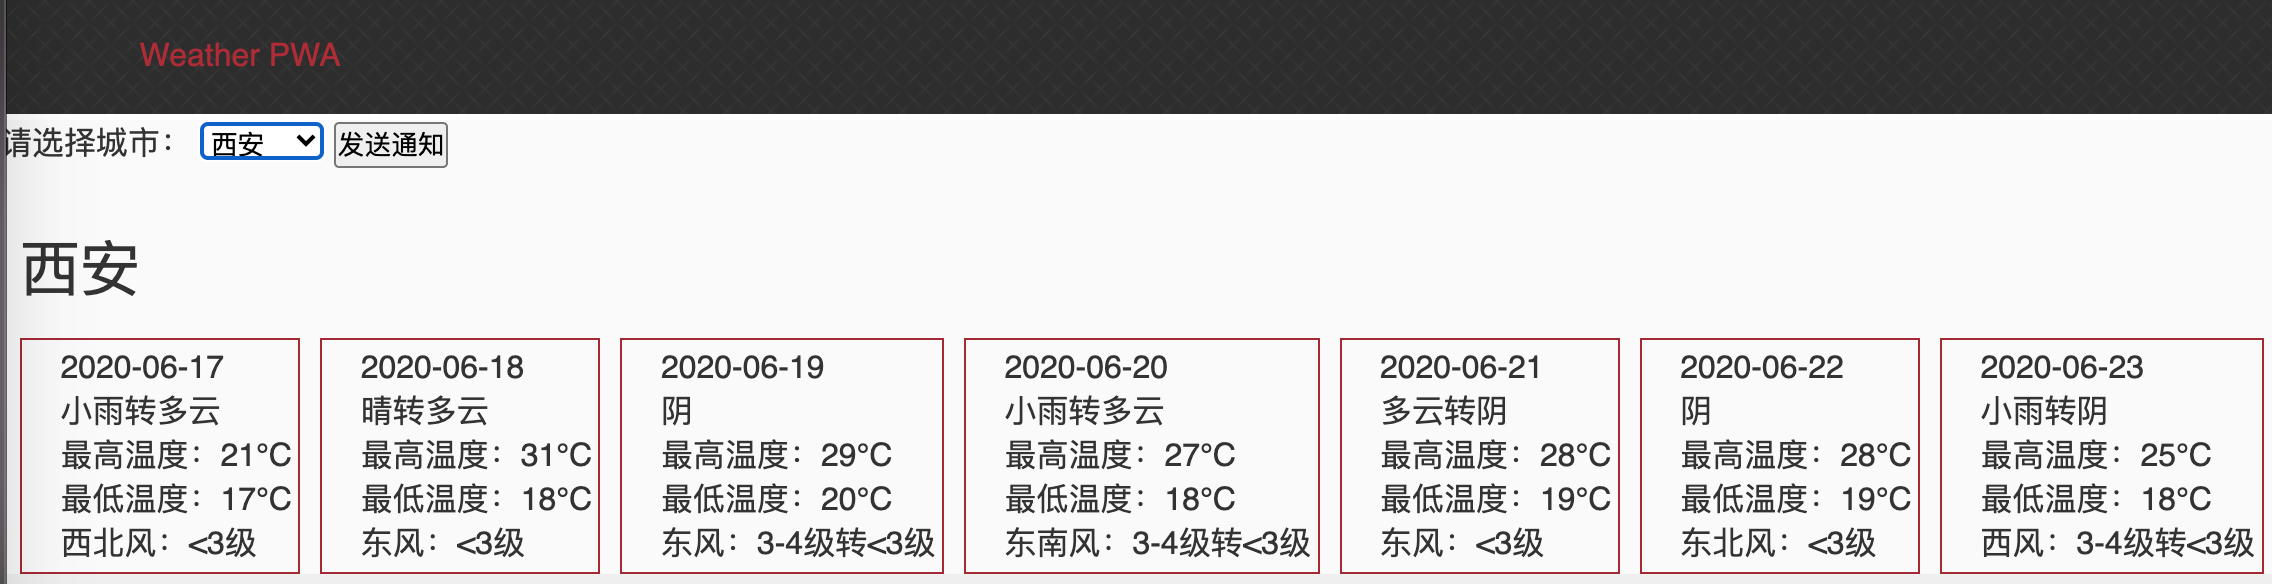 Weather PWA
请选择城市： 西安 发送通知
西安
2020-06-17
小雨转多云
最高温度：21°C
最低温度：17°C
西北风：<3级
2020-06-18
晴转多云
最高温度：31°C
最低温度：18°C
东风：<3级
2020-06-19
阴
最高温度：29°C
最低温度：20°C
东风：3-4级转<3级
2020-06-20
小雨转多云
最高温度：27°C
最低温度：18°C
东南风：3-4级转<3级
2020-06-21
多云转阴
最高温度：28°C
最低温度：19°C
东风：<3级
2020-06-22
阴
最高温度：28°C
最低温度：19°C
东北风：<3级
2020-06-23
小雨转阴
最高温度：25°C
最低温度：18°C
西风：3-4级转<3级